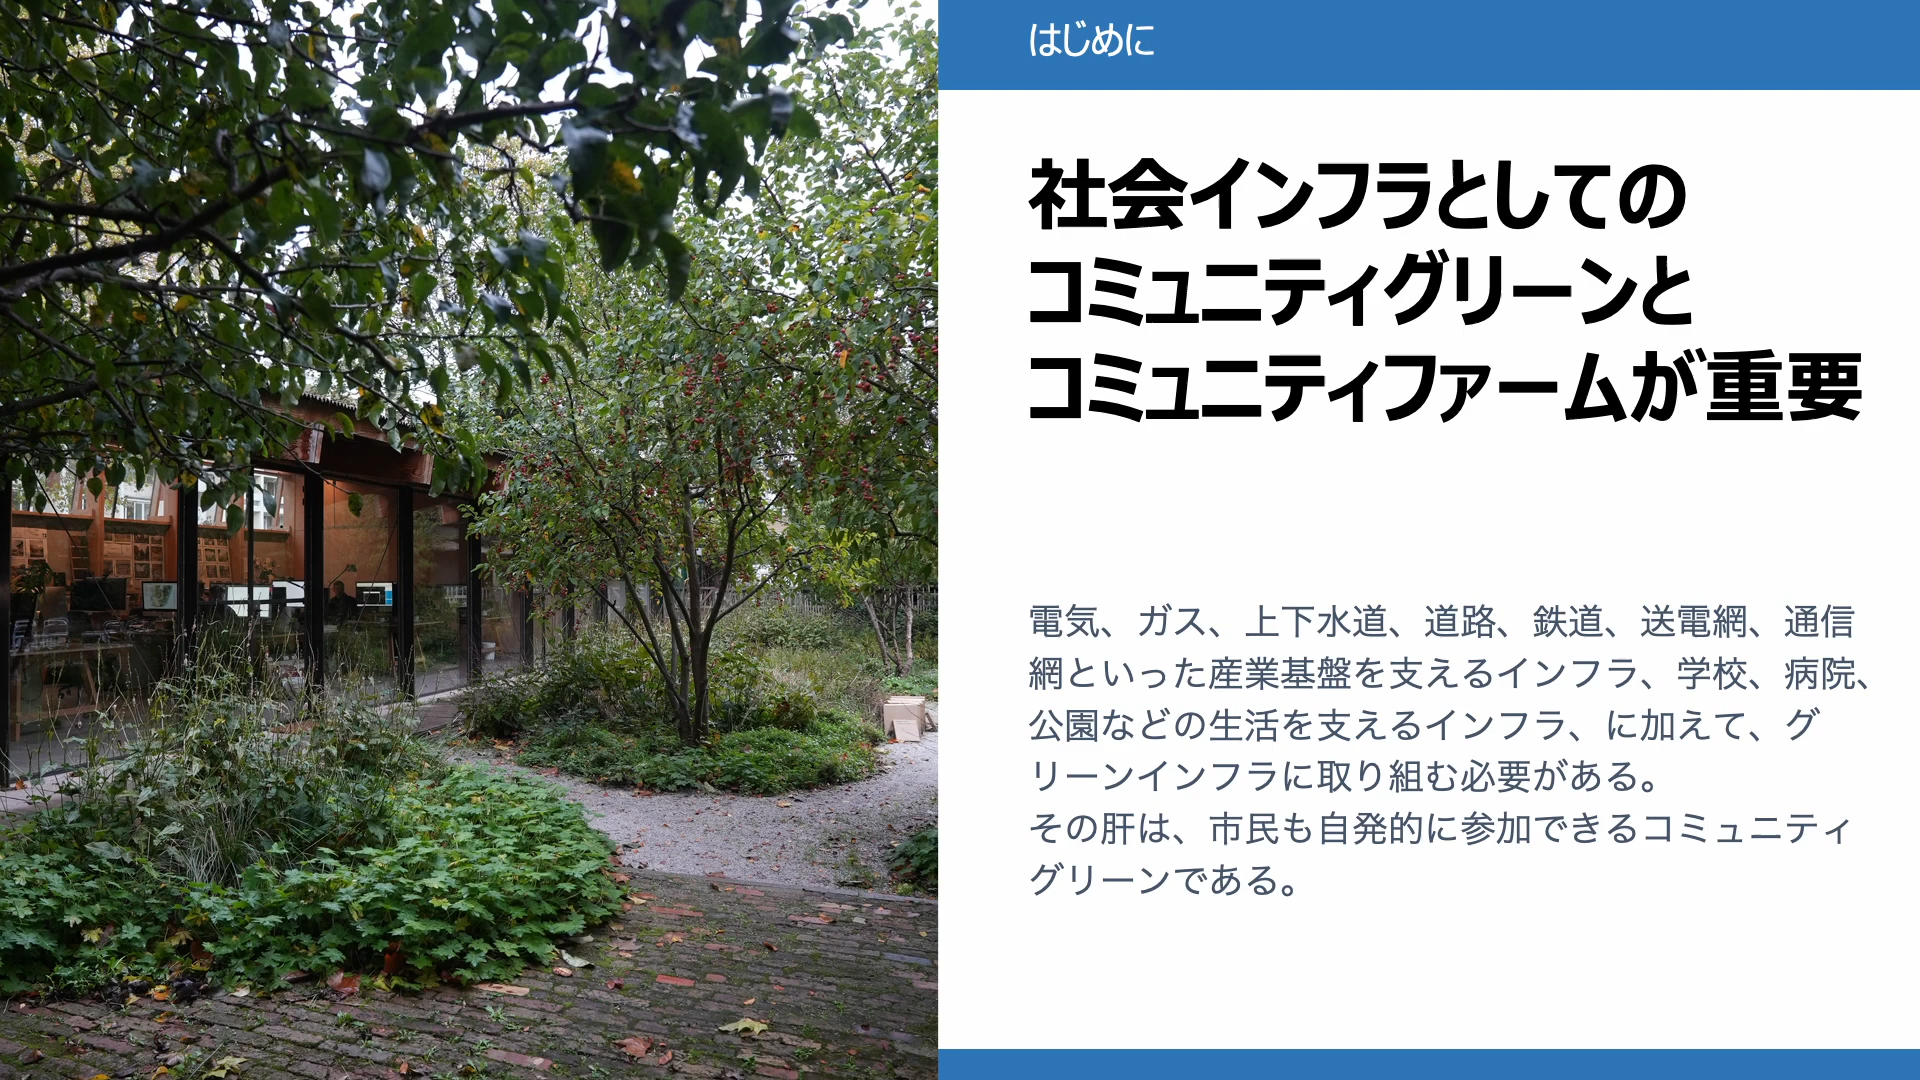 はじめに
社会インフラとしての
コミュニティグリーンと
コミュニティファームが重要
電気、ガス、上下水道、道路、鉄道、送電網、通信
網といった産業基盤を支えるインフラ、学校、病院、
公園などの生活を支えるインフラ、に加えて、グ
リーンインフラに取り組む必要がある。
その肝は、市民も自発的に参加できるコミュニティ
グリーンである。